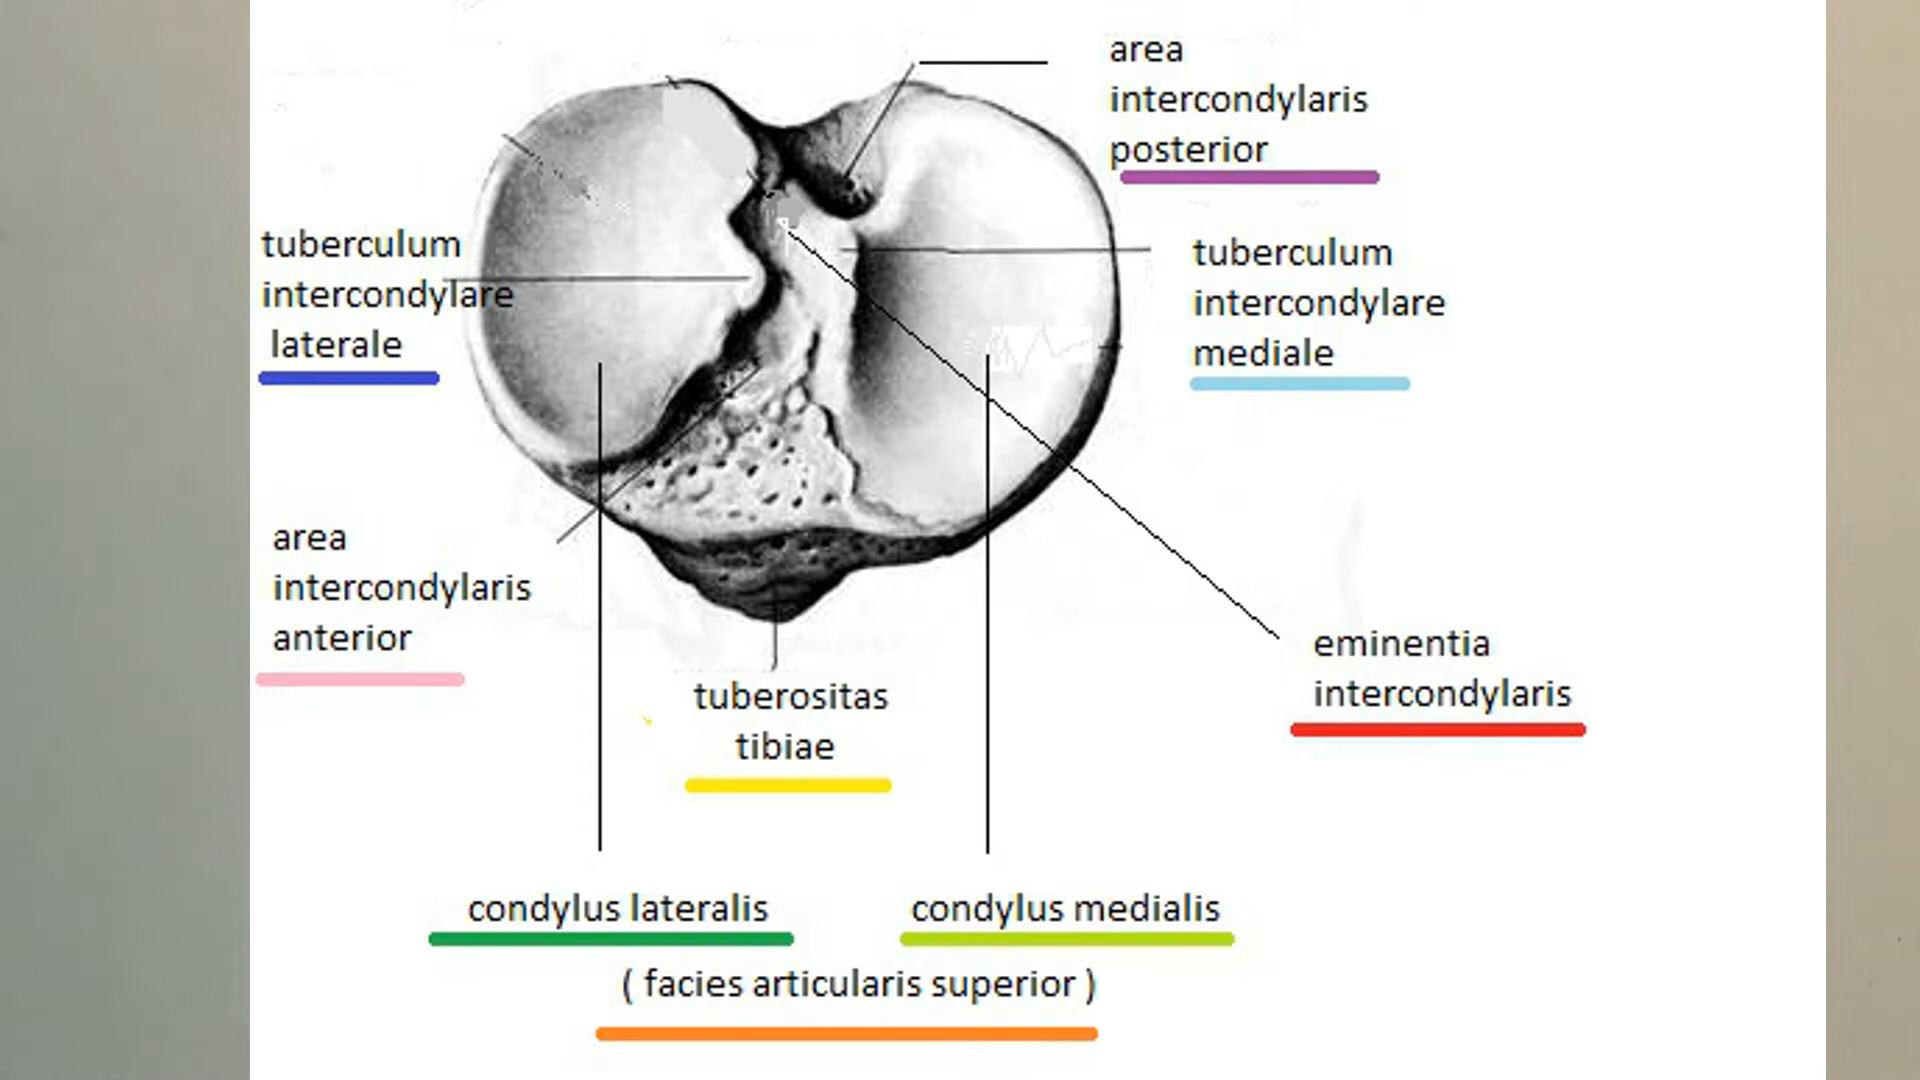 area
intercondylaris
posterior
tuberculum
intercondylare
laterale
tuberculum
intercondylare
mediale
area
intercondylaris
anterior
tuberositas
tibiae
eminentia
intercondylaris
condylus lateralis
condylus medialis
( facies articularis superior )